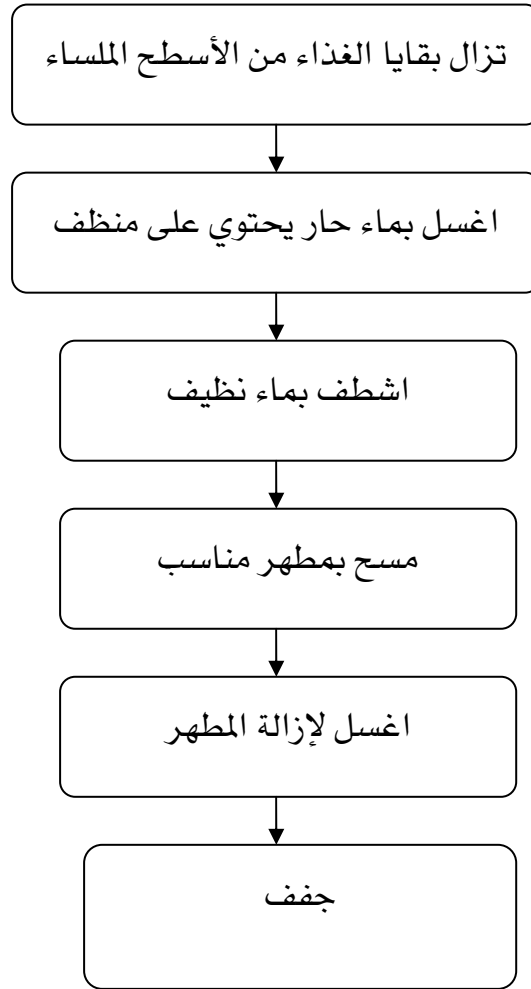 تزال بقايا الغذاء من الأسطح الملساء
اغسل بماء حار يحتوي على منظف
اشطف بماء نظيف
مسح بمطهر مناسب
اغسل لإزالة المطهر
جفف